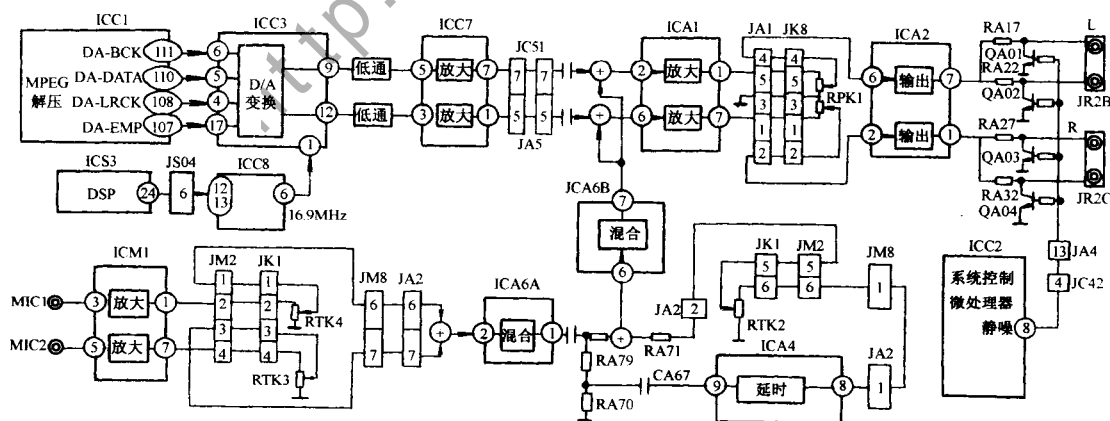 ICC1
ICC3
ICC7
JC51
ICA1
JA1 JK8
ICA2
RA17
L
http:
MPEG
解压
DA-BCK
111
DA-DATA
110
DA-LRCK
108
DA-EMP
107
6
5
4
17
D/A
变换
9
12
1
低通
低通
5
放大
7
3
放大
1
7 7
5 5
JA5
+
+
2
放大
1
6
放大
7
4 4
5 5
3 3
1 1
2 2
RPK1
6
输出
7
2
输出
1
QA01
RA22
QA02
JR2B
RA27
R
QA03
RA32
QA04
JR2C
ICS3
DSP
24
JS04
6
ICC8
12
13
6
16.9MHz
JCA6B
7
混合
6
ICC2
系统控制
微处理器
静噪
8
13
JA4
4
JC42
ICM1
MIC1
3
放大
1
MIC2
5
放大
7
JM2 JK1
1 1
2 2
3 3
4 4
RTK4
RTK3
JM8 JA2
6 6
7 7
+
ICA6A
2
混合
1
RA79
+
RA71
JA2
2
JK1 JM2
5 5
6 6
RTK2
JM8
1
RA70
CA67
ICA4
9
延时
8
JA2
1